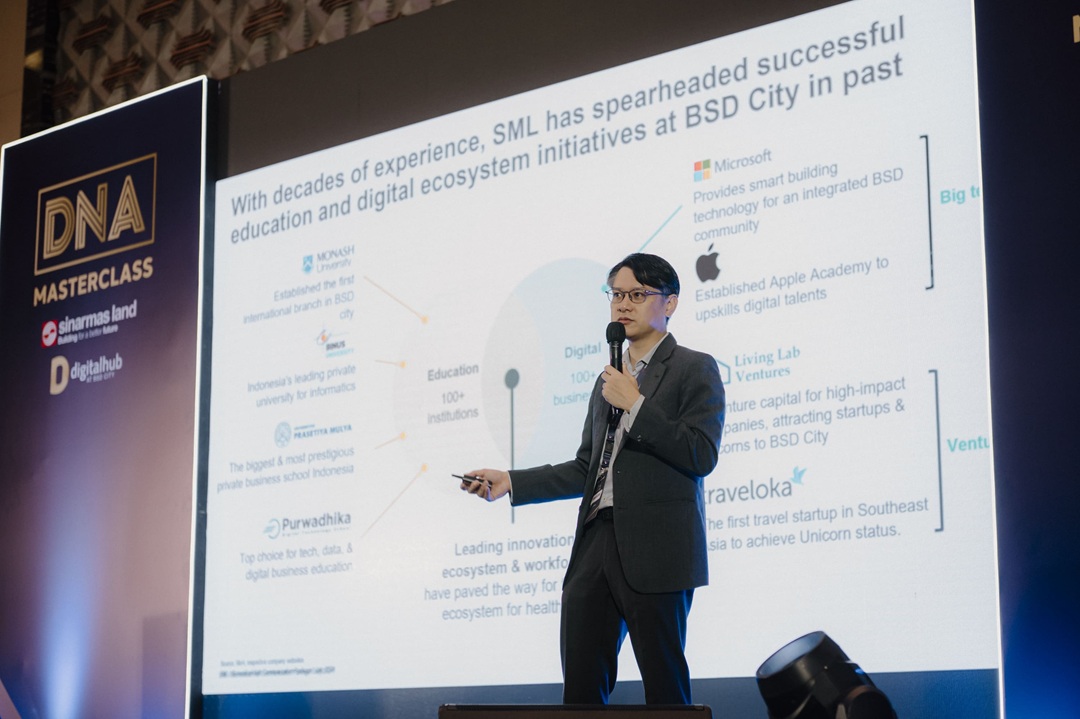 DNA
MASTERCLASS
sinarmas land
Building for a better future
D digitalhub
AT BSD CITY
With decades of experience, SML has spearheaded successful
education and digital ecosystem initiatives at BSD City in past
MONASH
University
Established the first
international branch in BSD
city
BINUS
UNIVERSITY
Indonesia's leading private
university for informatics
PRASETIYA MULYA
The biggest & most prestigious
private business school Indonesia
Purwadhika
Top choice for tech, data, &
digital business education
Education
100+
institutions
Digital
100+
Leading innovation
ecosystem &
have paved the way for
ecosystem for
Microsoft
Provides smart building
technology for an integrated BSD
community
Established Apple Academy to
upskills digital talents
Big
Living Lab
Ventures
capital for high-impact
attracting startups &
to BSD City
traveloka
The first travel startup in Southeast
Asia to achieve Unicorn status.